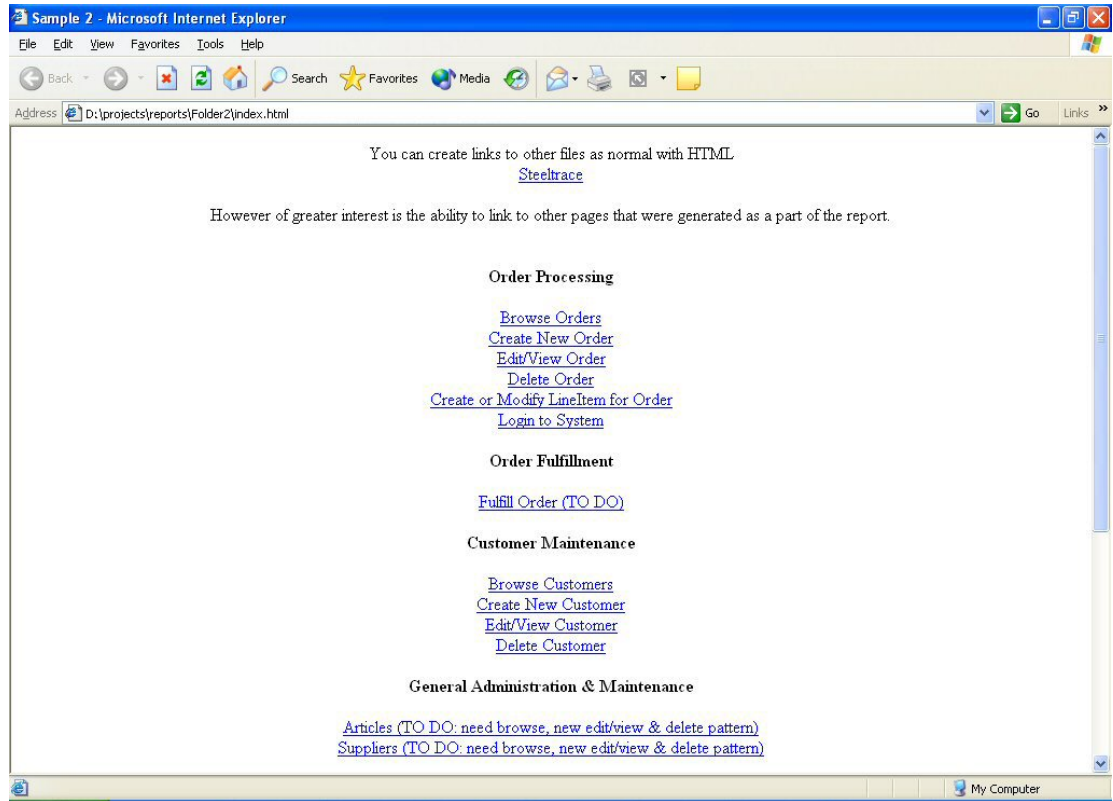 Sample 2 - Microsoft Internet Explorer
File Edit View Favorites Tools Help
Back Search Favorites Media
Address D:\projects\reports\Folder2\index.html Go Links »
You can create links to other files as normal with HTML
Steeltrace
However of greater interest is the ability to link to other pages that were generated as a part of the report.
Order Processing
Browse Orders
Create New Order
Edit/View Order
Delete Order
Create or Modify LineItem for Order
Login to System
Order Fulfillment
Fulfill Order (TO DO)
Customer Maintenance
Browse Customers
Create New Customer
Edit/View Customer
Delete Customer
General Administration & Maintenance
Articles (TO DO: need browse, new edit/view & delete pattern)
Suppliers (TO DO: need browse, new edit/view & delete pattern)
My Computer